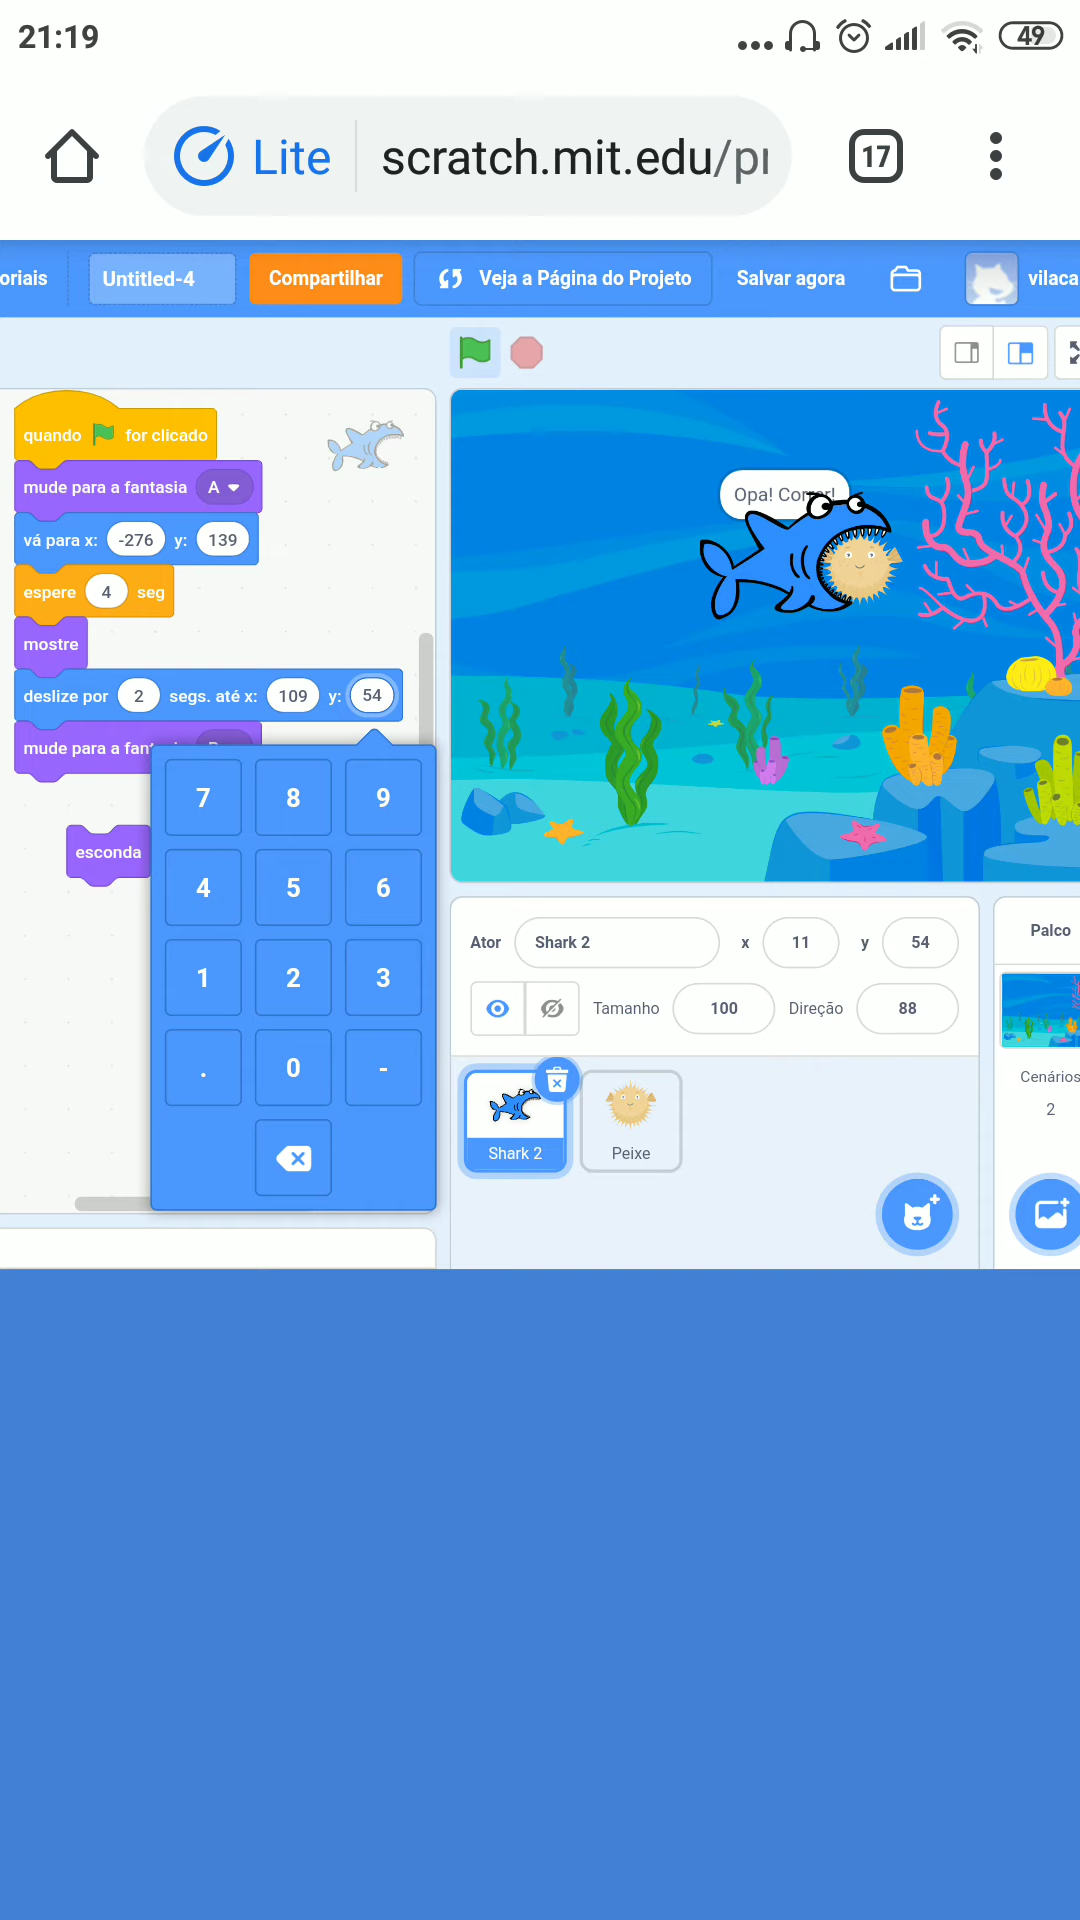 21:19
49
Lite
scratch.mit.edu/pr
17
oriais
Untitled-4
Compartilhar
Veja a Página do Projeto
Salvar agora
vilaca
quando for clicado
mude para a fantasia A
vá para x: -276 y: 139
espere 4 seg
mostre
deslize por 2 segs. até x: 109 y: 54
mude para a fant
esconda
7 8 9
4 5 6
1 2 3
. 0 -
Opa! Comer!
Ator Shark 2 x 11 y 54
Tamanho 100 Direção 88
Shark 2
Peixe
Palco
Cenários
2